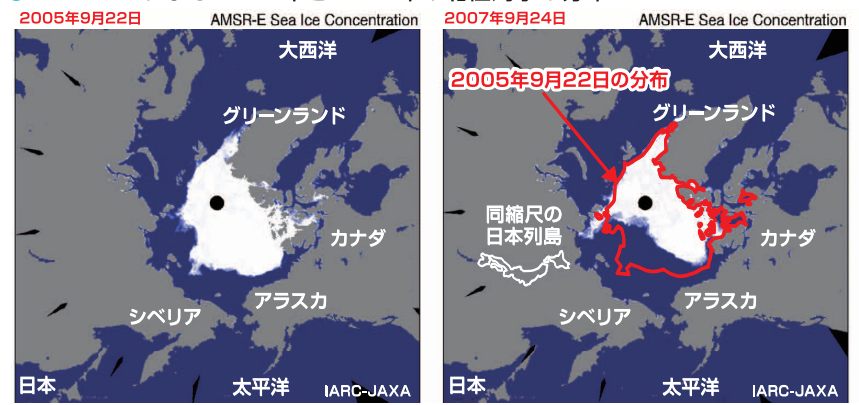 2005年9月22日
AMSR-E Sea Ice Concentration
大西洋
グリーンランド
カナダ
アラスカ
シベリア
日本
太平洋
IARC-JAXA
2007年9月24日
AMSR-E Sea Ice Concentration
大西洋
2005年9月22日の分布
グリーンランド
同縮尺の
日本列島
カナダ
アラスカ
シベリア
日本
太平洋
IARC-JAXA